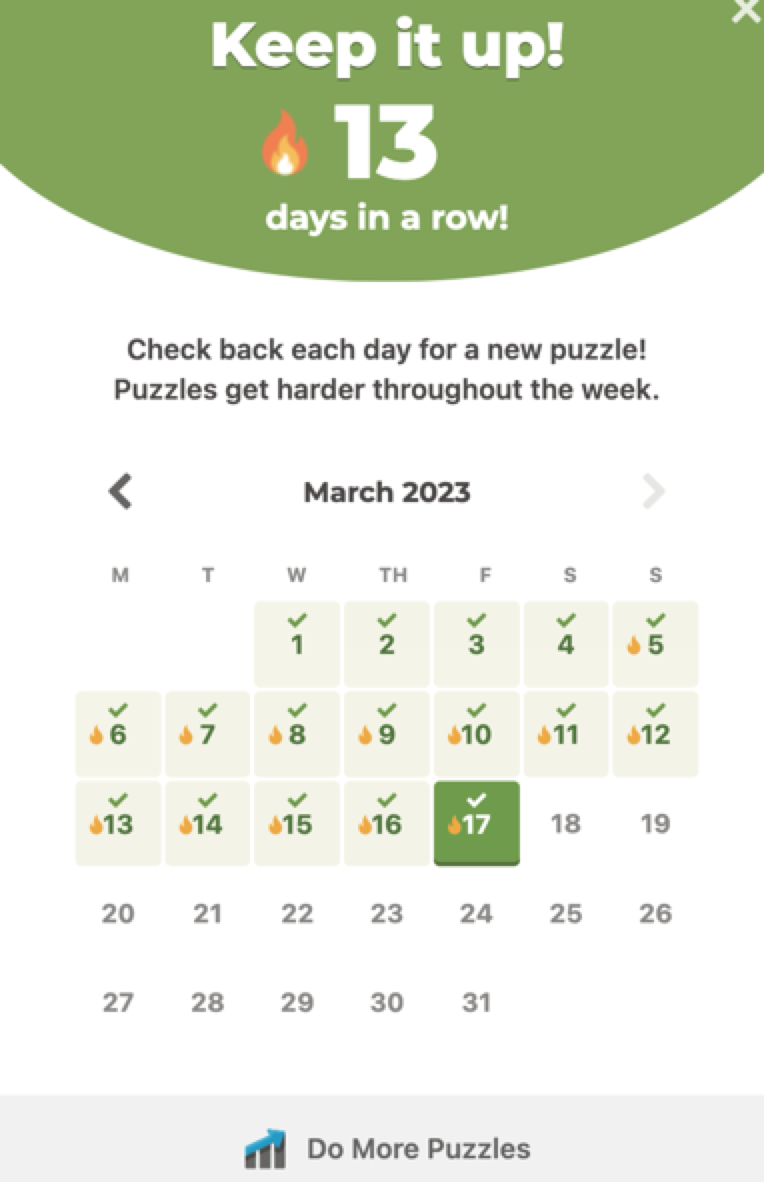 Keep it up!
13
days in a row!
Check back each day for a new puzzle!
Puzzles get harder throughout the week.
March 2023
M T W TH F S S
1 2 3 4 5
6 7 8 9 10 11 12
13 14 15 16 17 18 19
20 21 22 23 24 25 26
27 28 29 30 31
Do More Puzzles